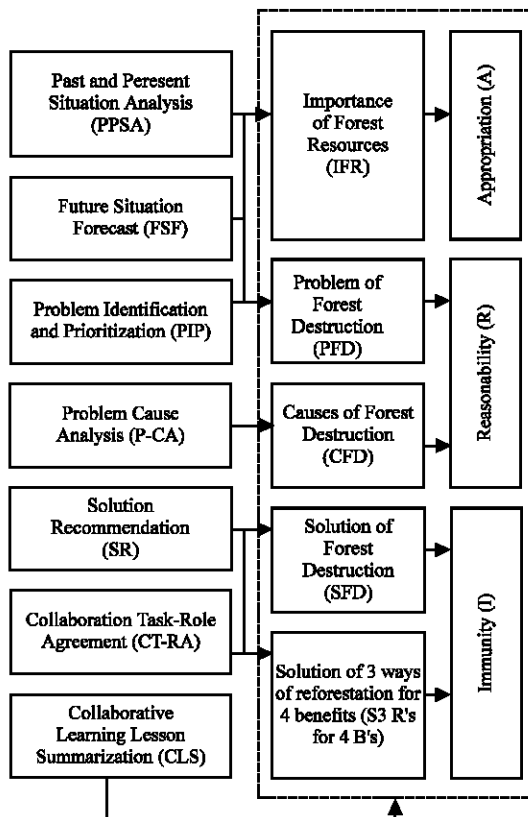 Past and Peresent
Situation Analysis
(PPSA)
Future Situation
Forecast (FSF)
Problem Identification
and Prioritization (PIP)
Problem Cause
Analysis (P-CA)
Solution
Recommendation
(SR)
Collaboration Task-Role
Agreement (CT-RA)
Collaborative
Learning Lesson
Summarization (CLS)
Importance
of Forest
Resources
(IFR)
Problem of
Forest
Destruction
(PFD)
Causes of Forest
Destruction
(CFD)
Solution of
Forest
Destruction
(SFD)
Solution of 3 ways
of reforestation for
4 benefits (S3 R's
for 4 B's)
Appropriation (A)
Reasonability (R)
Immunity (I)